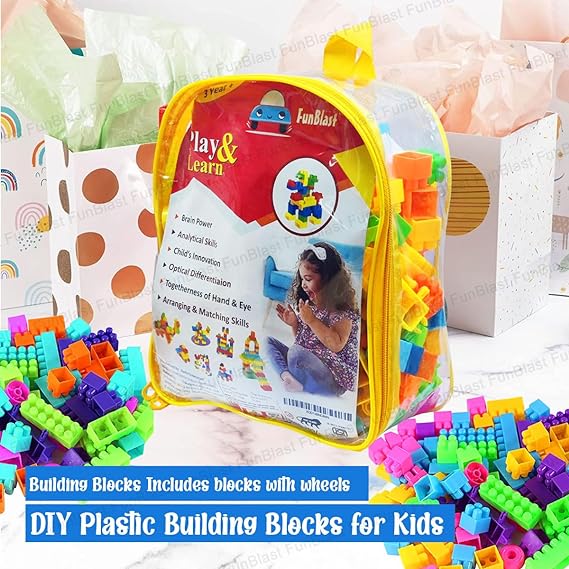 3 Year +
FunBlast
Play &
Learn
Brain Power
Analytical Skills
Child's Innovation
Optical Differentiaion
Togetherness of Hand & Eye
Arranging & Matching Skills
Building Blocks Includes blocks with wheels
DIY Plastic Building Blocks for Kids